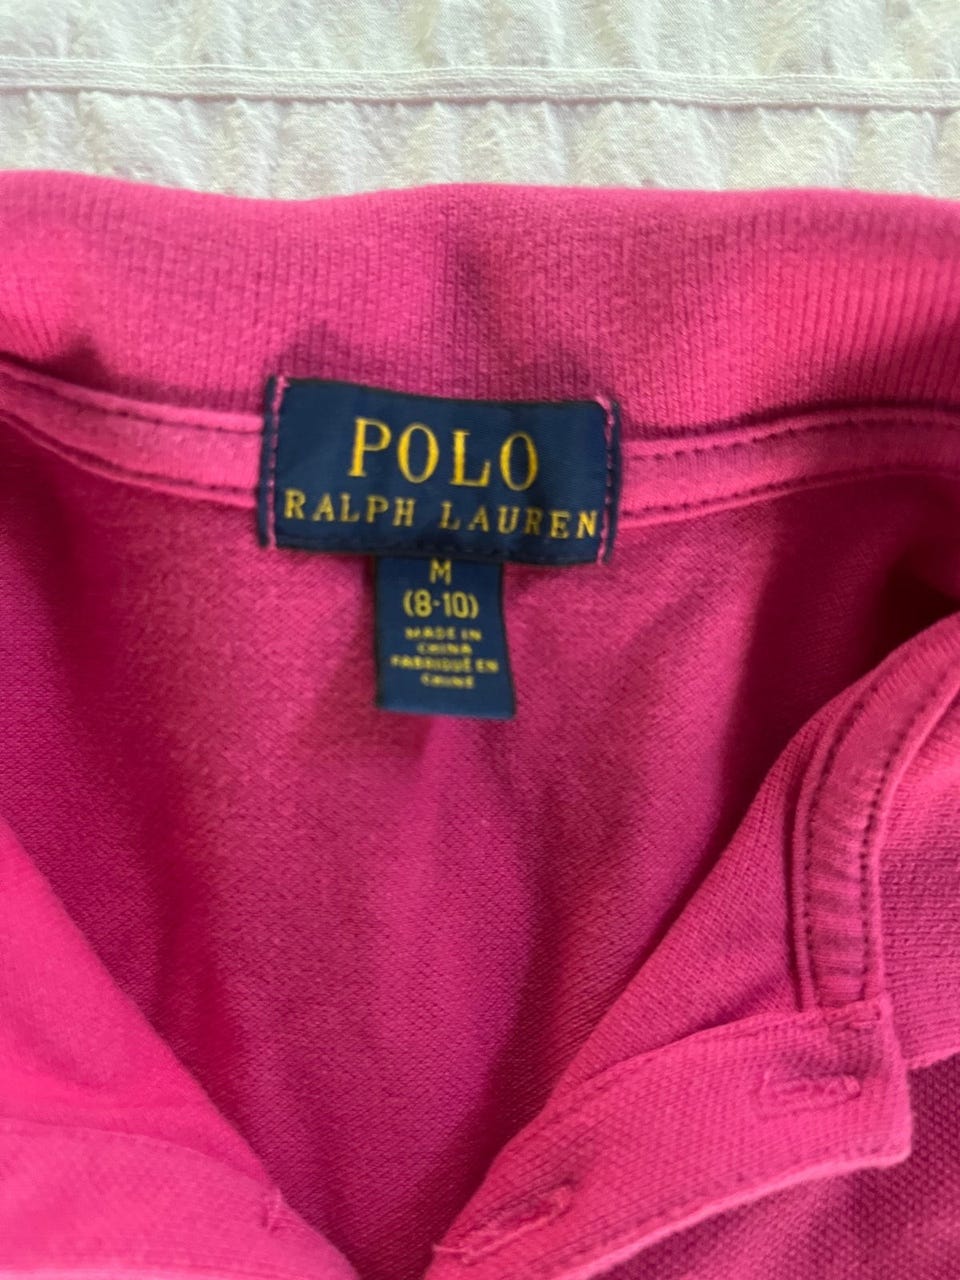 POLO
RALPH LAUREN
M
(8-10)
MADE IN
CHINA
FABRIQUÉ EN
CHINE